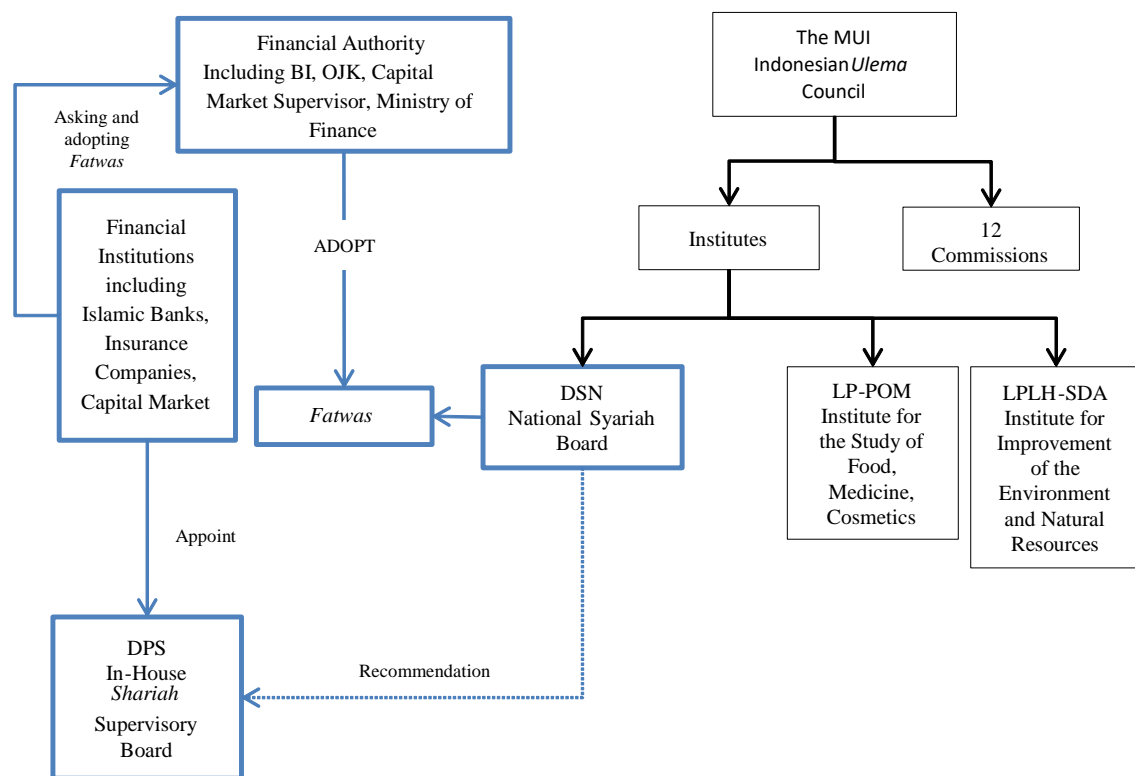 Financial Authority
Including BI, OJK, Capital
Market Supervisor, Ministry of
Finance
The MUI
Indonesian Ulema
Council
Asking and
adopting
Fatwas
Financial
Institutions
including
Islamic Banks,
Insurance
Companies,
Capital Market
ADOPT
Institutes
12
Commissions
Fatwas
DSN
National Syariah
Board
LP-POM
Institute for
the Study of
Food,
Medicine,
Cosmetics
LPLH-SDA
Institute for
Improvement
of the
Environment
and Natural
Resources
Appoint
DPS
In-House
Shariah
Supervisory
Board
Recommendation